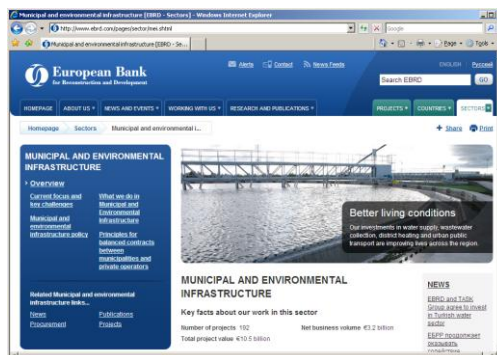 Municipal and environmental infrastructure [EBRD - Sectors] - Windows Internet Explorer
http://www.ebrd.com/pages/sector/mei.shtml
Google
Municipal and environmental infrastructure [EBRD - Se...
Page
Tools
European Bank
for Reconstruction and Development
Alerts
Contact
News Feeds
ENGLISH
Русский
Search EBRD
GO
HOMEPAGE
ABOUT US
NEWS AND EVENTS
WORKING WITH US
RESEARCH AND PUBLICATIONS
PROJECTS
COUNTRIES
SECTORS
Homepage
Sectors
Municipal and environmental i...
Share
Print
MUNICIPAL AND ENVIRONMENTAL
INFRASTRUCTURE
Overview
Current focus and
key challenges
Municipal and
environmental
infrastructure policy
What we do in
Municipal and
Environmental
Infrastructure
Principles for
balanced contracts
between
municipalities and
private operators
Related Municipal and environmental
infrastructure links...
News
Publications
Procurement
Projects
Better living conditions
Our investments in water supply, wastewater
collection, district heating and urban public
transport are improving lives across the region.
MUNICIPAL AND ENVIRONMENTAL
INFRASTRUCTURE
Key facts about our work in this sector
Number of projects 192
Net business volume €3.2 billion
Total project value €10.5 billion
NEWS
EBRD and TASK
Group agree to invest
in Turkish water
sector
ЕБРР продолжает
оказывать